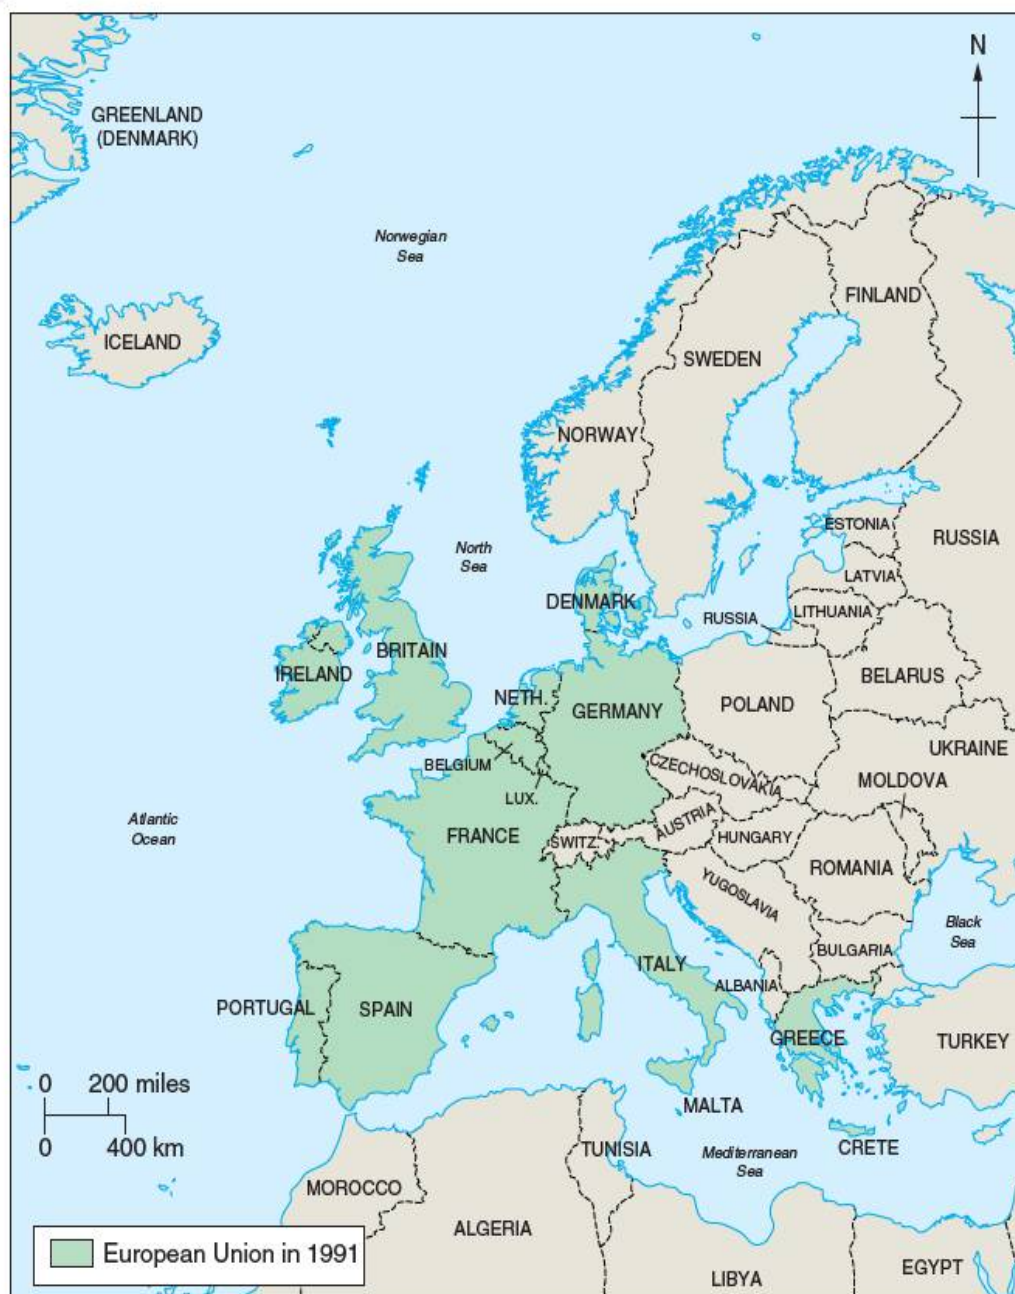 N
GREENLAND
(DENMARK)
Norwegian
Sea
ICELAND
FINLAND
SWEDEN
NORWAY
North
Sea
ESTONIA
RUSSIA
LATVIA
DENMARK
LITHUANIA
RUSSIA
BRITAIN
IRELAND
BELARUS
NETH.
GERMANY
POLAND
UKRAINE
BELGIUM
CZECHOSLOVAKIA
MOLDOVA
LUX.
Atlantic
Ocean
FRANCE
SWITZ.
AUSTRIA
HUNGARY
ROMANIA
YUGOSLAVIA
Black
Sea
BULGARIA
ITALY
ALBANIA
PORTUGAL
SPAIN
GREECE
TURKEY
0 200 miles
0 400 km
MALTA
CRETE
TUNISIA
Mediterranean
Sea
MOROCCO
ALGERIA
European Union in 1991
LIBYA
EGYPT